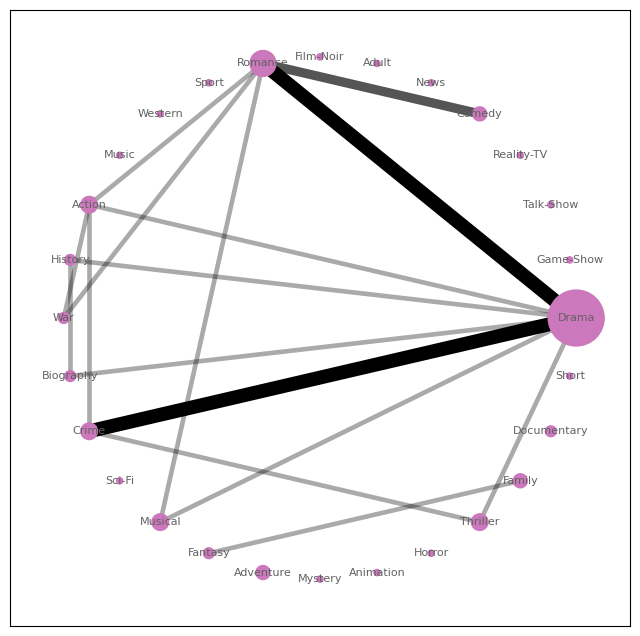 Film-Noir
Romance
Adult
Sport
News
Western
Comedy
Music
Reality-TV
Action
Talk-Show
History
Game-Show
War
Drama
Biography
Short
Crime
Documentary
Sci-Fi
Family
Musical
Thriller
Fantasy
Horror
Adventure
Mystery
Animation